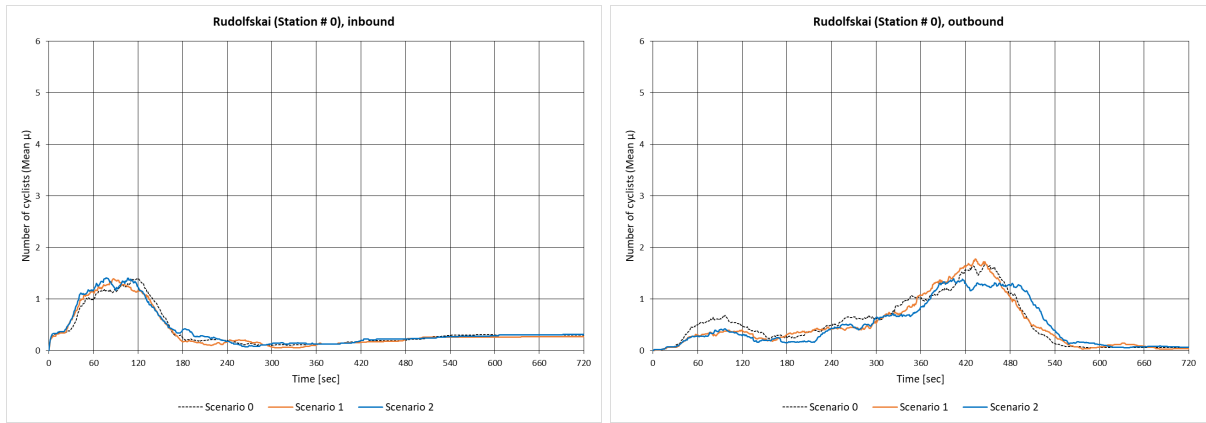 Rudolfskai (Station # 0), inbound
Number of cyclists (Mean μ)
6
5
4
3
2
1
0
0 60 120 180 240 300 360 420 480 540 600 660 720
Time [sec]
Scenario 0 Scenario 1 Scenario 2
Rudolfskai (Station # 0), outbound
Number of cyclists (Mean μ)
6
5
4
3
2
1
0
0 60 120 180 240 300 360 420 480 540 600 660 720
Time [sec]
Scenario 0 Scenario 1 Scenario 2